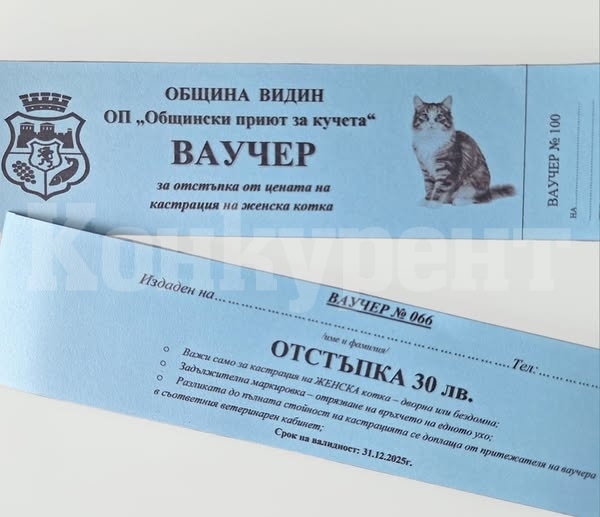 ОБЩИНА ВИДИН
ОП „Общински приют за кучета“
ВАУЧЕР
за отстъпка от цената на
кастрация на женска котка
ВАУЧЕР № 100
НА
Конкурент
ВАУЧЕР № 066
Издаден на........................ Тел:............
/име и фамилия/
ОТСТЪПКА 30 лв.
o Важи само за кастрация на ЖЕНСКА котка – дворна или бездомна;
o Задължителна маркировка – отрязване на връхчето на едното ухо;
o Разликата до пълната стойност на кастрацията се доплаща от притежателя на ваучера
в съответния ветеринарен кабинет;
Срок на валидност: 31.12.2025г.